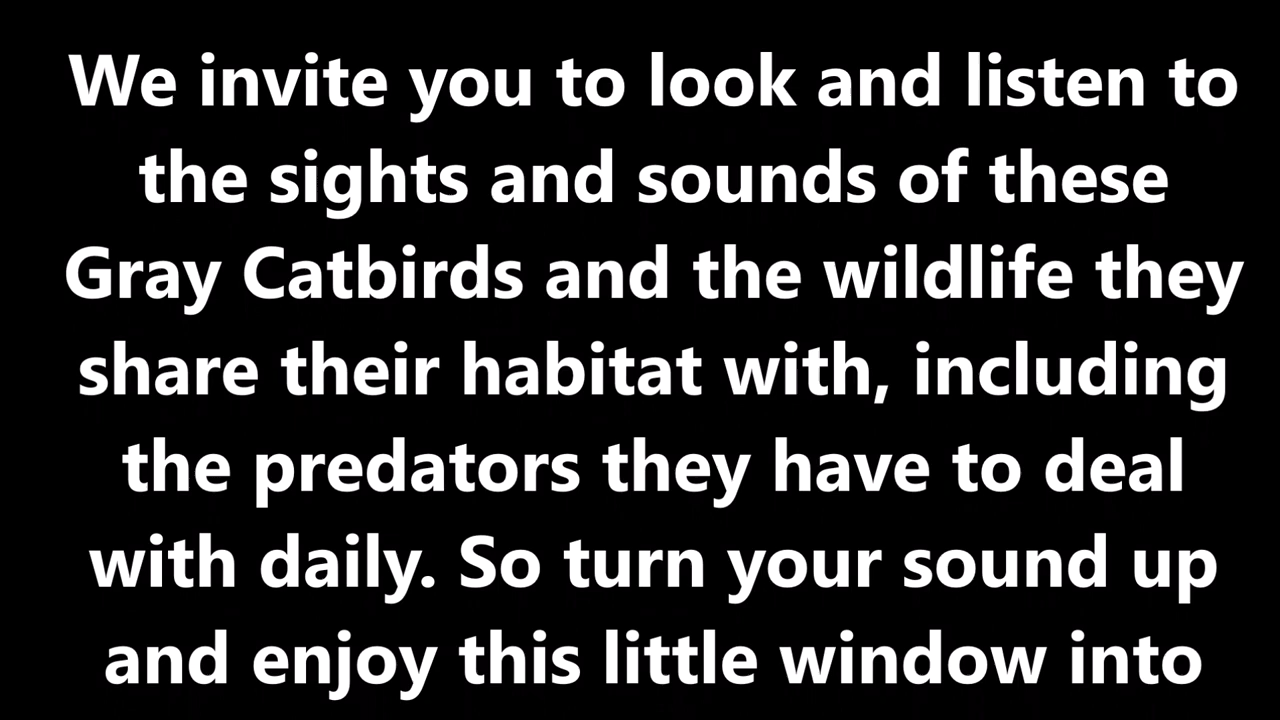 We invite you to look and listen to
the sights and sounds of these
Gray Catbirds and the wildlife they
share their habitat with, including
the predators they have to deal
with daily. So turn your sound up
and enjoy this little window into